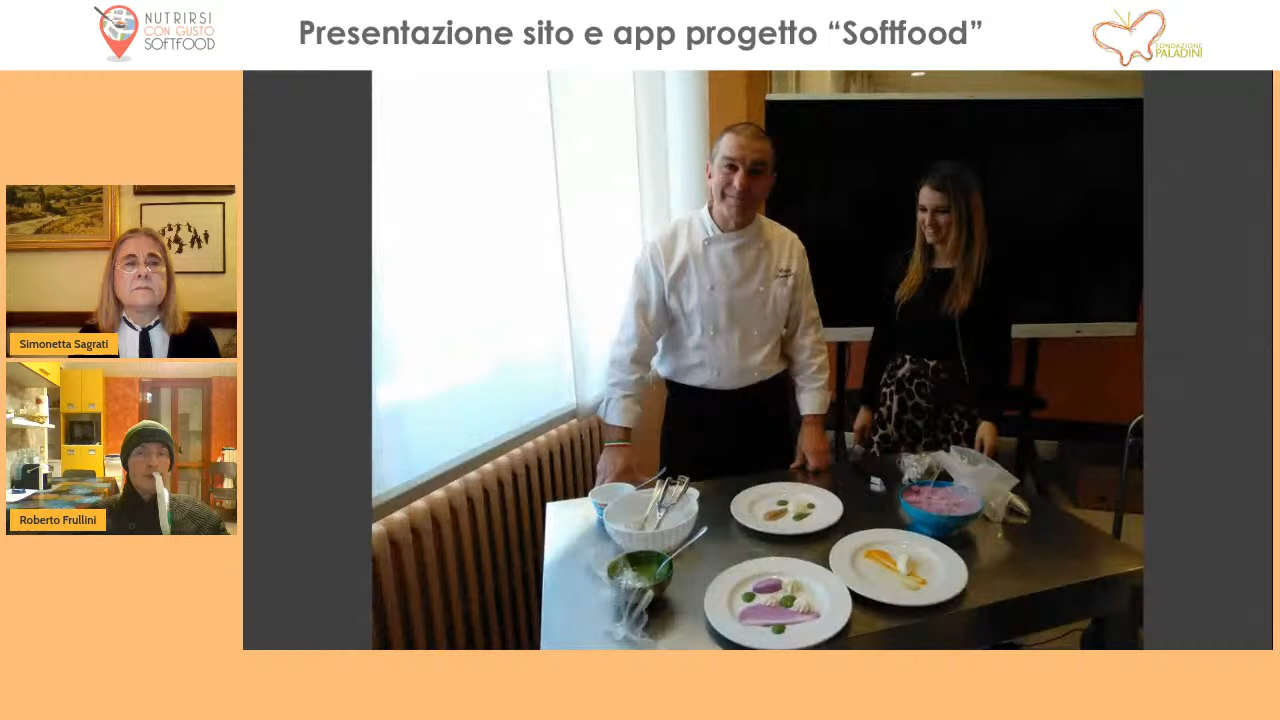 NUTRIRSI
CON GUSTO
SOFTFOOD
Presentazione sito e app progetto “Softfood”
FONDAZIONE
PALADINI
Simonetta Sagrati
Roberto Frullini